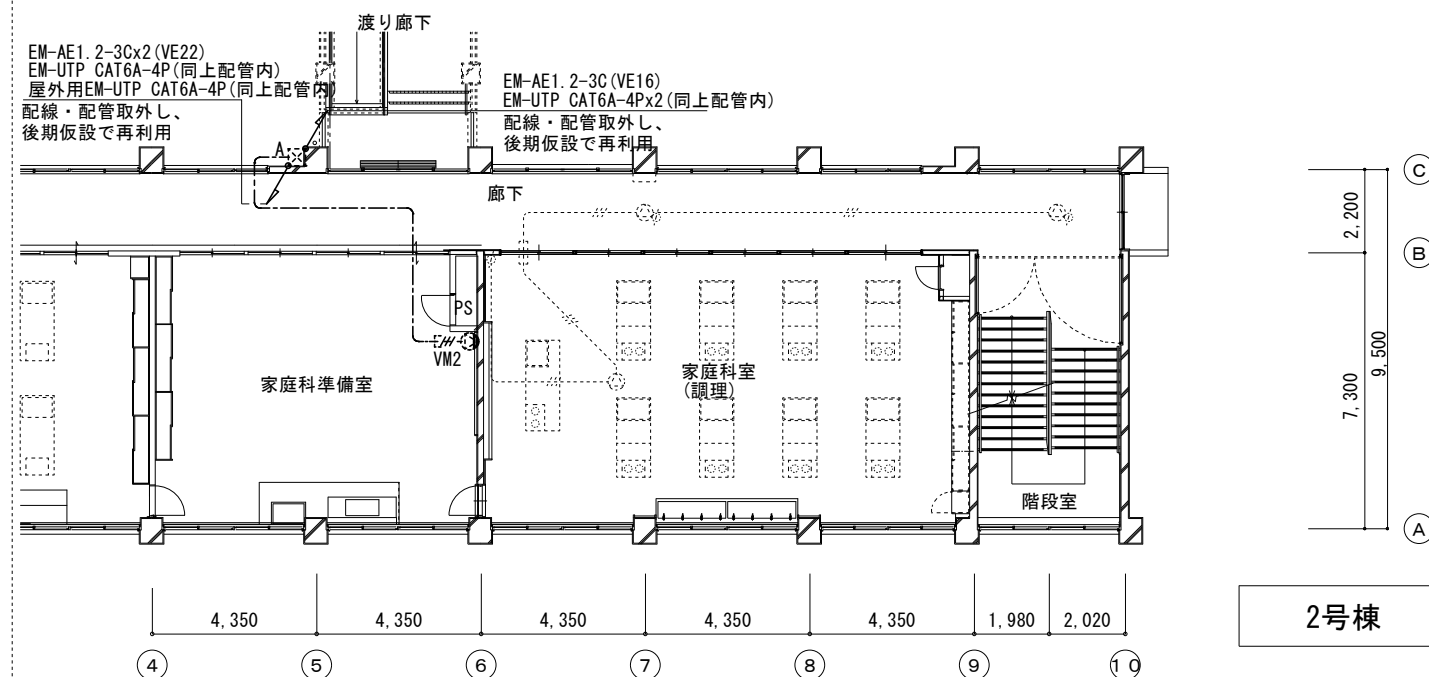 渡り廊下
EM-AE1.2-3Cx2(VE22)
EM-UTP CAT6A-4P(同上配管内)
屋外用EM-UTP CAT6A-4P(同上配管内)
配線・配管取外し、
後期仮設で再利用
EM-AE1.2-3C(VE16)
EM-UTP CAT6A-4Px2(同上配管内)
配線・配管取外し、
後期仮設で再利用
A
廊下
PS
VM2
家庭科準備室
家庭科室
(調理)
階段室
C
B
A
2,200
7,300
9,500
4,350
4,350
4,350
4,350
4,350
1,980
2,020
4
5
6
7
8
9
10
2号棟